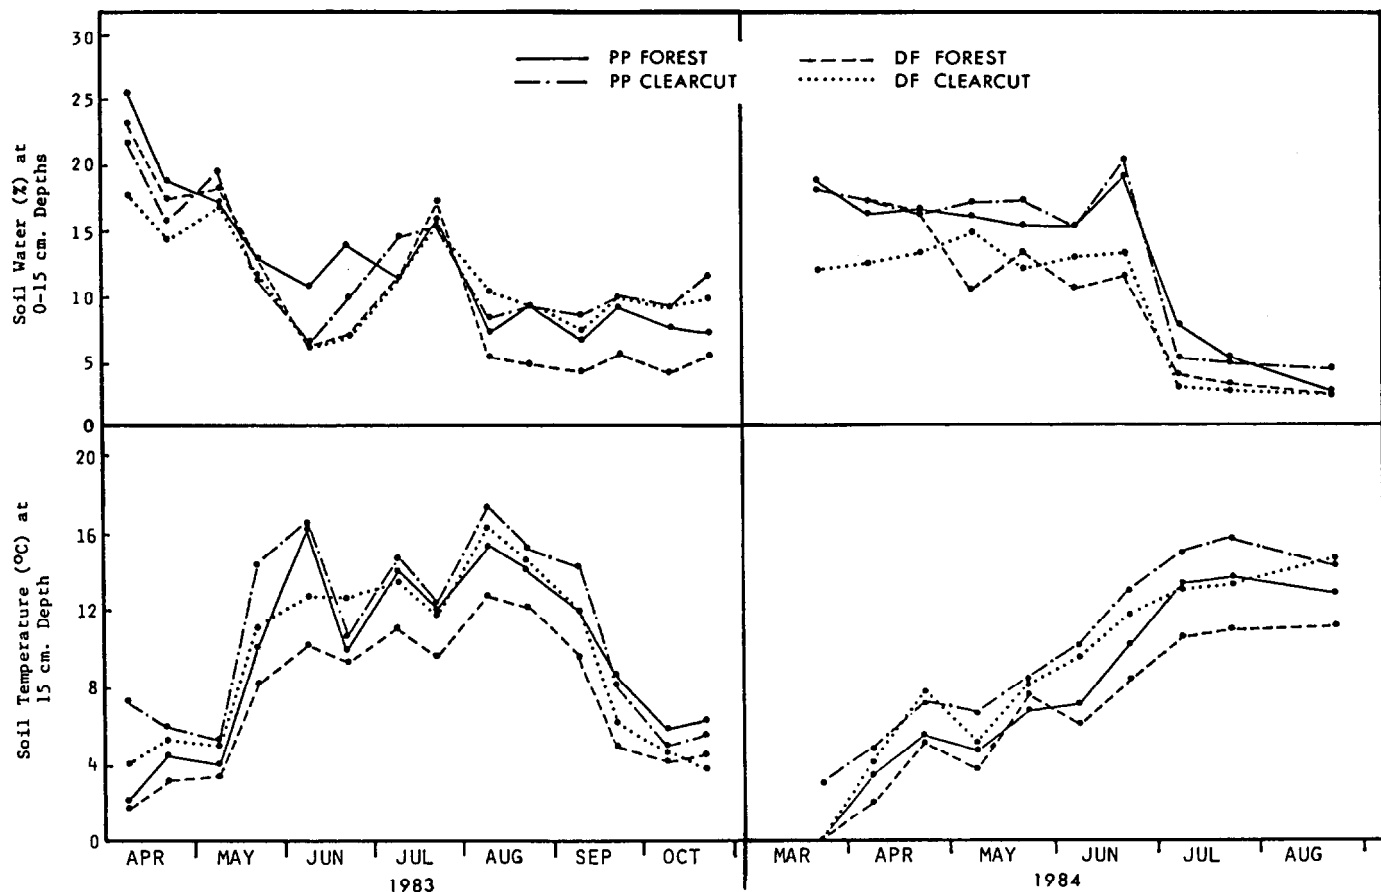 30
25
20
15
10
5
0
Soil Water (%) at
0-15 cm. Depths
PP FOREST
PP CLEARCUT
DF FOREST
DF CLEARCUT
20
16
12
8
4
0
Soil Temperature (°C) at
15 cm. Depth
APR MAY JUN JUL AUG SEP OCT
1983
MAR APR MAY JUN JUL AUG
1984